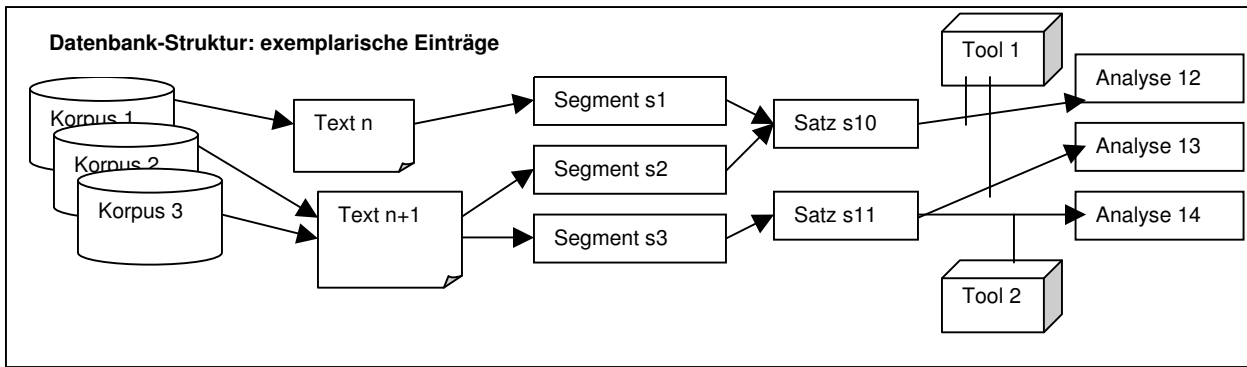 Datenbank-Struktur: exemplarische Einträge
Korpus 1
Korpus 2
Korpus 3
Text n
Text n+1
Segment s1
Segment s2
Segment s3
Satz s10
Satz s11
Tool 1
Tool 2
Analyse 12
Analyse 13
Analyse 14